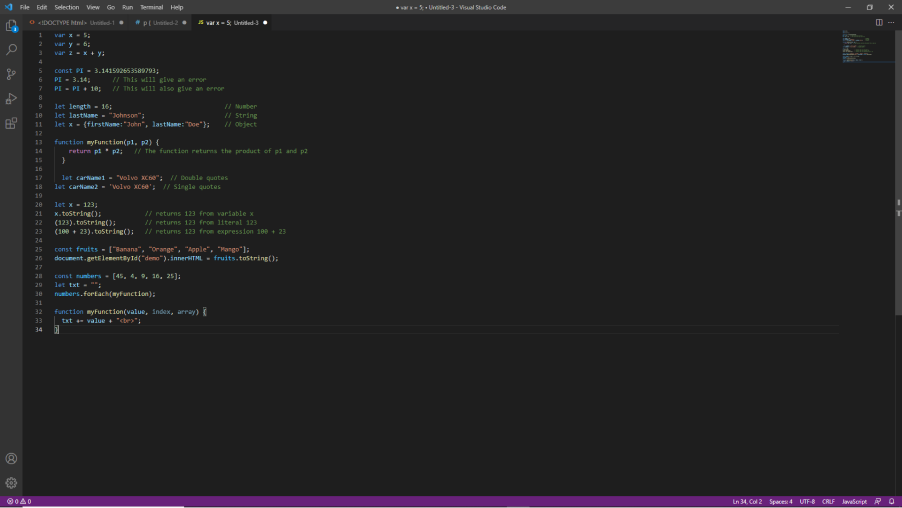 File Edit Selection View Go Run Terminal Help
● var x = 5; • Untitled-3 - Visual Studio Code
<!DOCTYPE html> Untitled-1 ●
# p { Untitled-2 ●
JS var x = 5; Untitled-3 ●
1
1 var x = 5;
2 var y = 6;
3 var z = x + y;
4
5 const PI = 3.141592653589793;
6 PI = 3.14; // This will give an error
7 PI = PI + 10; // This will also give an error
8
9 let length = 16; // Number
10 let lastName = "Johnson"; // String
11 let x = {firstName:"John", lastName:"Doe"}; // Object
12
13 function myFunction(p1, p2) {
14 return p1 * p2; // The function returns the product of p1 and p2
15 }
16
17 let carName1 = "Volvo XC60"; // Double quotes
18 let carName2 = 'Volvo XC60'; // Single quotes
19
20 let x = 123;
21 x.toString(); // returns 123 from variable x
22 (123).toString(); // returns 123 from literal 123
23 (100 + 23).toString(); // returns 123 from expression 100 + 23
24
25 const fruits = ["Banana", "Orange", "Apple", "Mango"];
26 document.getElementById("demo").innerHTML = fruits.toString();
27
28 const numbers = [45, 4, 9, 16, 25];
29 let txt = "";
30 numbers.forEach(myFunction);
31
32 function myFunction(value, index, array) {
33 txt += value + "<br>";
34 }
0 0
Ln 34, Col 2 Spaces: 4 UTF-8 CRLF JavaScript